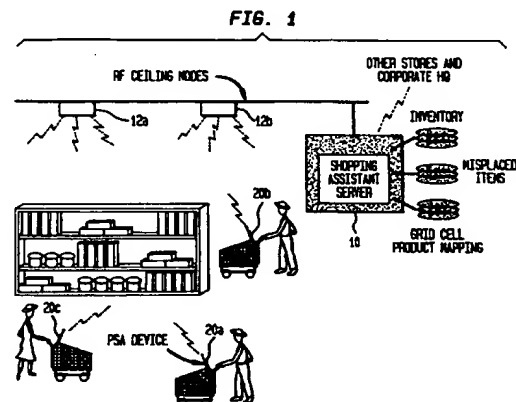 FIG. 1
RF CEILING NODES
OTHER STORES AND
CORPORATE HQ
12a
12b
INVENTORY
SHOPPING
ASSISTANT
SERVER
MISPLACED
ITEMS
10
GRID CELL
PRODUCT MAPPING
20b
20c
PSA DEVICE
20a